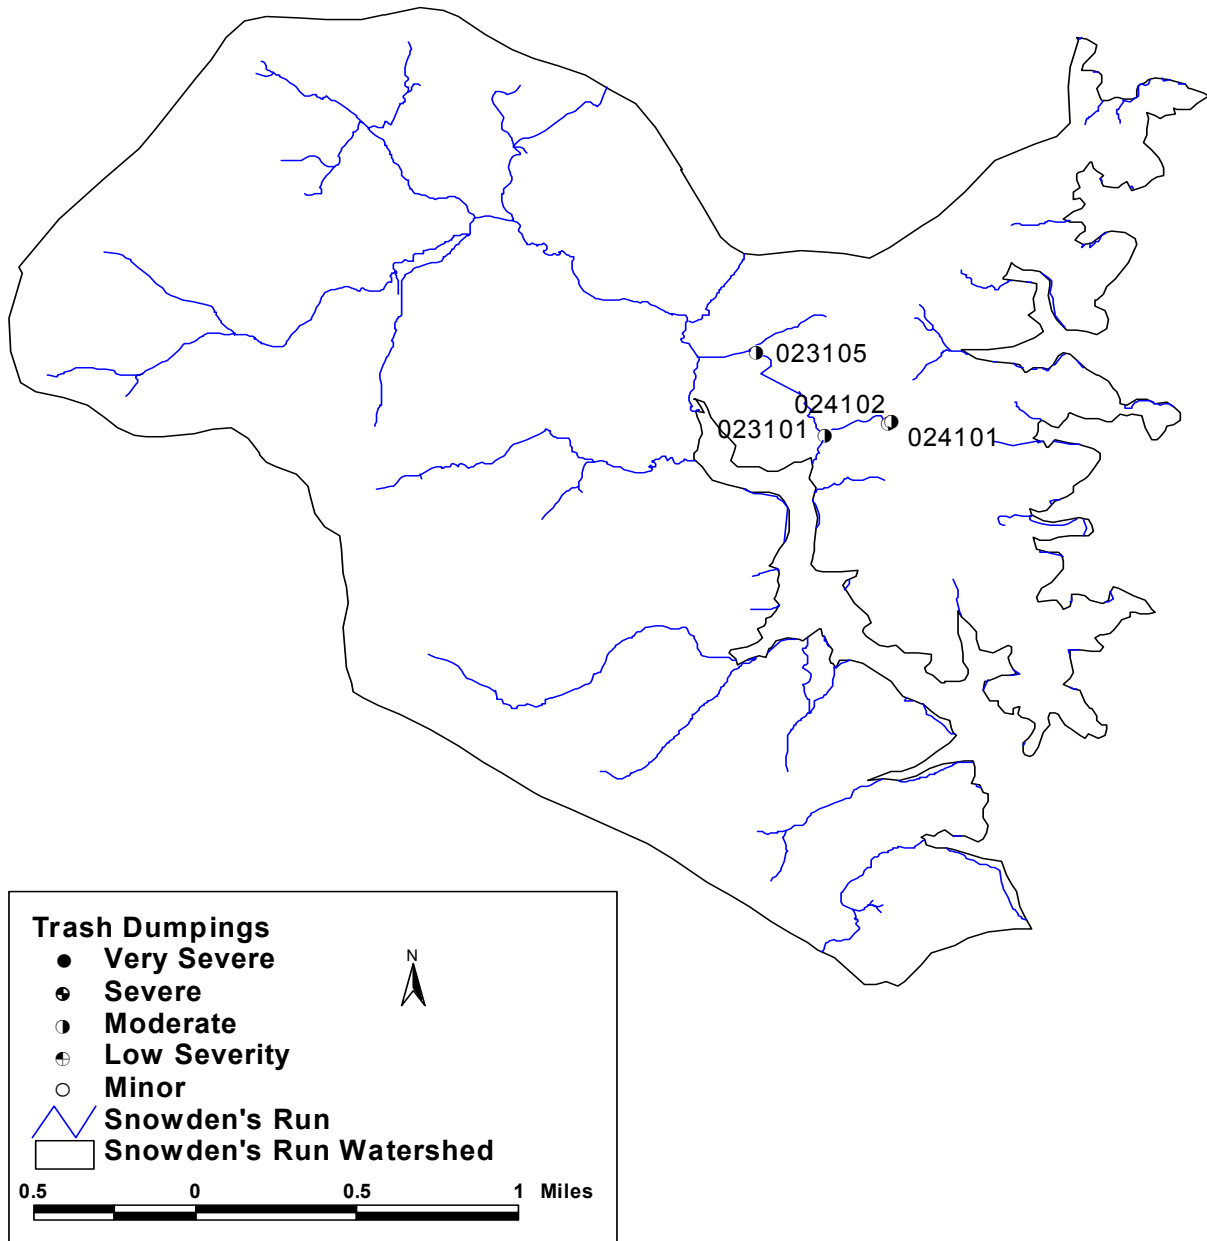 023105
024102
023101
024101
Trash Dumpings
Very Severe
Severe
Moderate
Low Severity
Minor
Snowden's Run
Snowden's Run Watershed
N
0.5 0 0.5 1 Miles